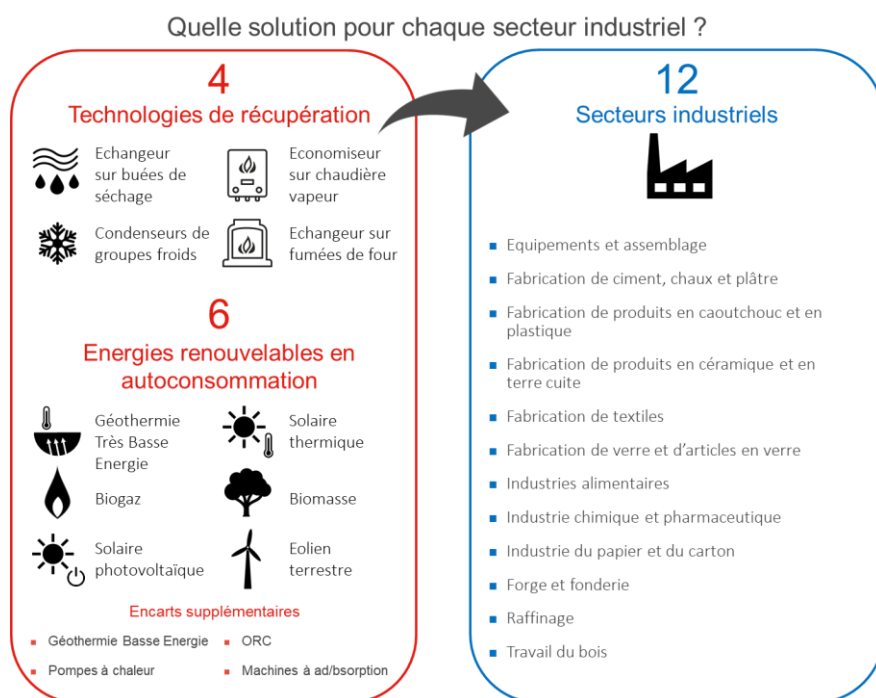 Quelle solution pour chaque secteur industriel ?
4
Technologies de récupération
Echangeur
sur buées de
séchage
Economiseur
sur chaudière
vapeur
Condenseurs de
groupes froids
Echangeur sur
fumées de four
6
Energies renouvelables en
autoconsommation
Géothermie
Très Basse
Energie
Solaire
thermique
Biogaz
Biomasse
Solaire
photovoltaïque
Eolien
terrestre
Encarts supplémentaires
Géothermie Basse Energie
ORC
Pompes à chaleur
Machines à ad/bsorption
12
Secteurs industriels
Equipements et assemblage
Fabrication de ciment, chaux et plâtre
Fabrication de produits en caoutchouc et en
plastique
Fabrication de produits en céramique et en
terre cuite
Fabrication de textiles
Fabrication de verre et d'articles en verre
Industries alimentaires
Industrie chimique et pharmaceutique
Industrie du papier et du carton
Forge et fonderie
Raffinage
Travail du bois